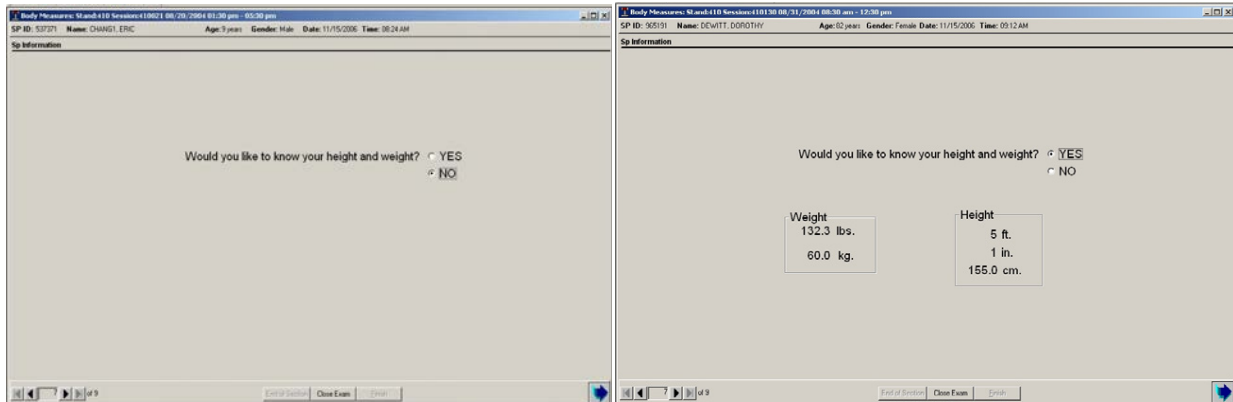 Body Measures: Stand:410 Session:410621 08/20/2004 01:30 pm - 05:30 pm
SP ID: 537371 Name: CHANG1, ERIC Age: 9 years Gender: Male Date: 11/15/2006 Time: 08:24 AM
Sp Information
Would you like to know your height and weight? YES
NO
7 of 9
End of Section Close Exam Finish
Body Measures: Stand:410 Session:410130 08/31/2004 08:30 am - 12:30 pm
SP ID: 965191 Name: DEWITT, DOROTHY Age: 82 years Gender: Female Date: 11/15/2006 Time: 09:12 AM
Sp Information
Would you like to know your height and weight? YES
NO
Weight
132.3 lbs.
60.0 kg.
Height
5 ft.
1 in.
155.0 cm.
7 of 9
End of Section Close Exam Finish